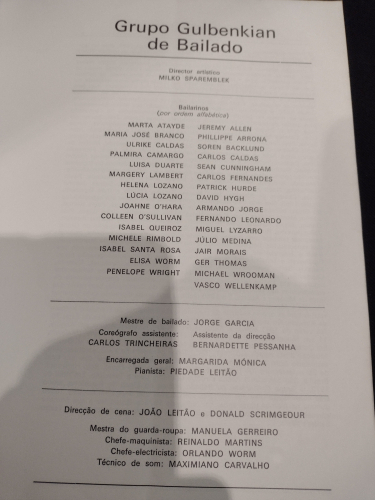 Grupo Gulbenkian
de Bailado
Director artístico
MILKO SPAREMBLEK
Bailarinos
(por ordem alfabética)
MARTA ATAYDE JEREMY ALLEN
MARIA JOSÉ BRANCO PHILLIPPE ARRONA
ULRIKE CALDAS SOREN BACKLUND
PALMIRA CAMARGO CARLOS CALDAS
LUISA DUARTE SEAN CUNNINGHAM
MARGERY LAMBERT CARLOS FERNANDES
HELENA LOZANO PATRICK HURDE
LÚCIA LOZANO DAVID HYGH
JOAHNE O'HARA ARMANDO JORGE
COLLEEN O'SULLIVAN FERNANDO LEONARDO
ISABEL QUEIROZ MIGUEL LYZARRO
MICHELE RIMBOLD JÚLIO MEDINA
ISABEL SANTA ROSA JAIR MORAIS
ELISA WORM GER THOMAS
PENELOPE WRIGHT MICHAEL WROOMAN
VASCO WELLENKAMP
Mestre de bailado: JORGE GARCIA
Coreógrafo assistente: Assistente da direcção
CARLOS TRINCHEIRAS BERNARDETTE PESSANHA
Encarregada geral: MARGARIDA MÓNICA
Pianista: PIEDADE LEITÃO
Direcção de cena: JOÃO LEITÃO e DONALD SCRIMGEOUR
Mestra do guarda-roupa: MANUELA GERREIRO
Chefe-maquinista: REINALDO MARTINS
Chefe-electricista: ORLANDO WORM
Técnico de som: MAXIMIANO CARVALHO